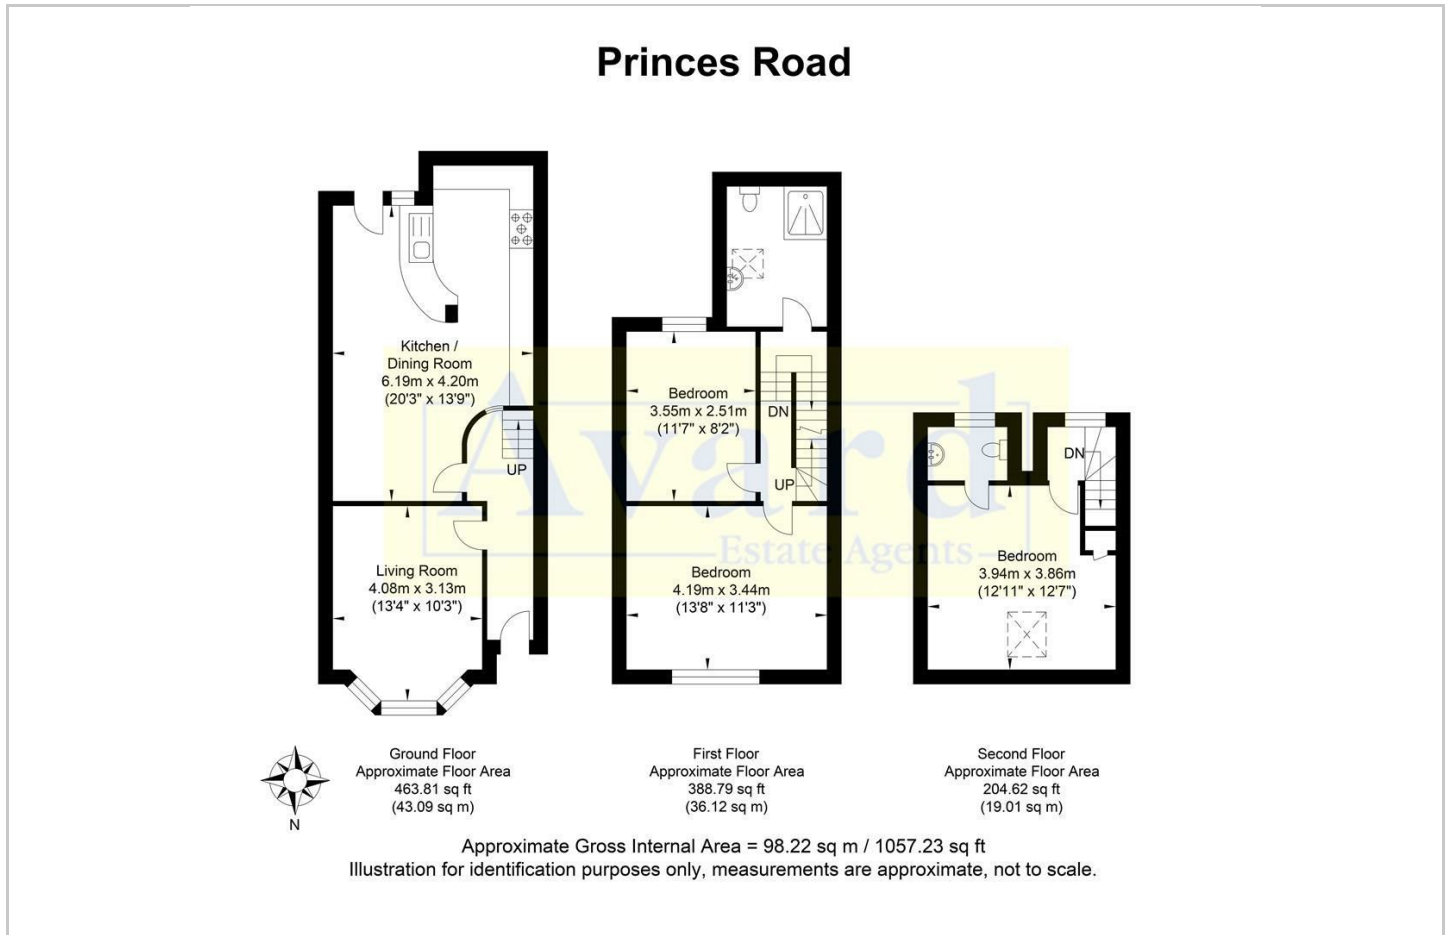 Princes Road
Kitchen /
Dining Room
6.19m x 4.20m
(20'3" x 13'9")
UP
Living Room
4.08m x 3.13m
(13'4" x 10'3")
Bedroom
3.55m x 2.51m
(11'7" x 8'2")
DN
UP
Bedroom
4.19m x 3.44m
(13'8" x 11'3")
DN
Bedroom
3.94m x 3.86m
(12'11" x 12'7")
Avard
Estate Agents
N
Ground Floor
Approximate Floor Area
463.81 sq ft
(43.09 sq m)
First Floor
Approximate Floor Area
388.79 sq ft
(36.12 sq m)
Second Floor
Approximate Floor Area
204.62 sq ft
(19.01 sq m)
Approximate Gross Internal Area = 98.22 sq m / 1057.23 sq ft
Illustration for identification purposes only, measurements are approximate, not to scale.